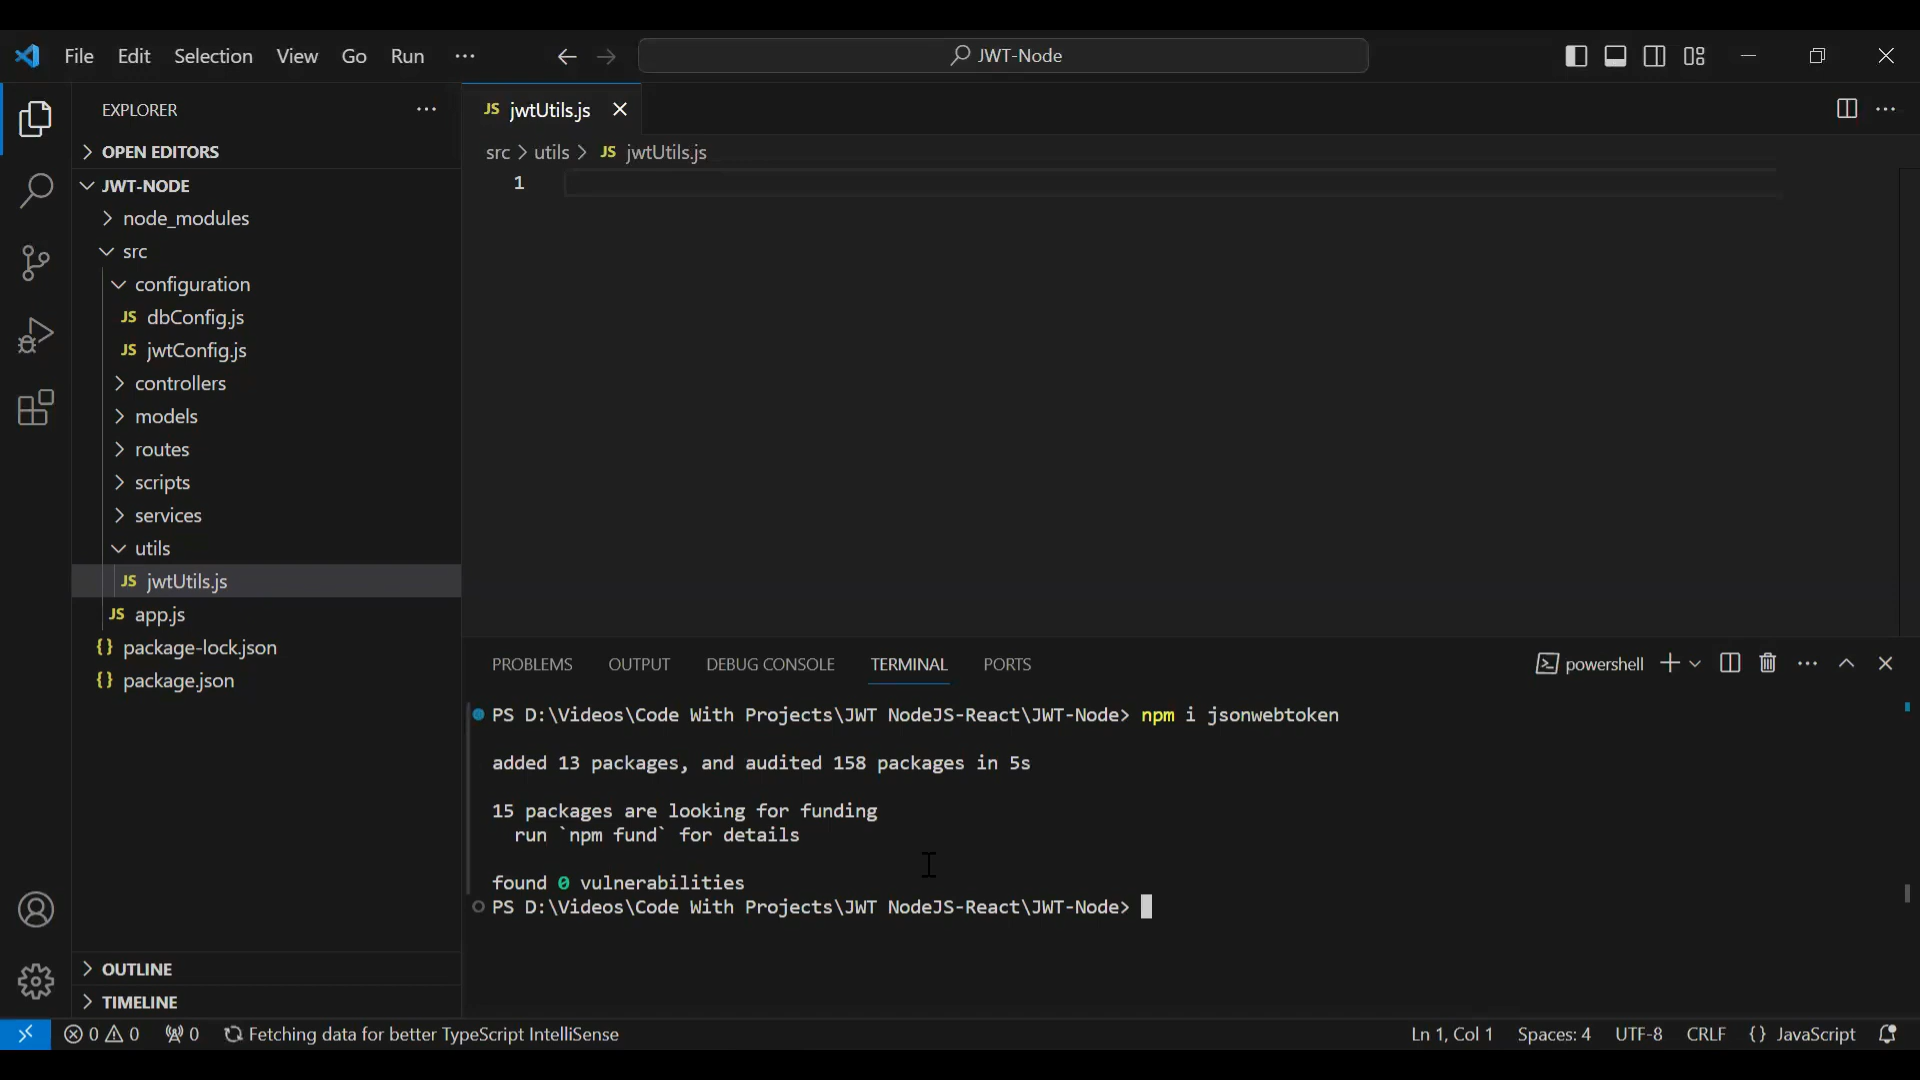 File Edit Selection View Go Run ···
JWT-Node
EXPLORER
OPEN EDITORS
JWT-NODE
node_modules
src
configuration
JS dbConfig.js
JS jwtConfig.js
controllers
models
routes
scripts
services
utils
JS jwtUtils.js
JS app.js
{} package-lock.json
{} package.json
OUTLINE
TIMELINE
JS jwtUtils.js
src > utils > JS jwtUtils.js
1
PROBLEMS OUTPUT DEBUG CONSOLE TERMINAL PORTS
powershell
PS D:\Videos\Code With Projects\JWT NodeJS-React\JWT-Node> npm i jsonwebtoken
added 13 packages, and audited 158 packages in 5s
15 packages are looking for funding
run `npm fund` for details
found 0 vulnerabilities
PS D:\Videos\Code With Projects\JWT NodeJS-React\JWT-Node>
0 0 0 Fetching data for better TypeScript IntelliSense
Ln 1, Col 1 Spaces: 4 UTF-8 CRLF {} JavaScript